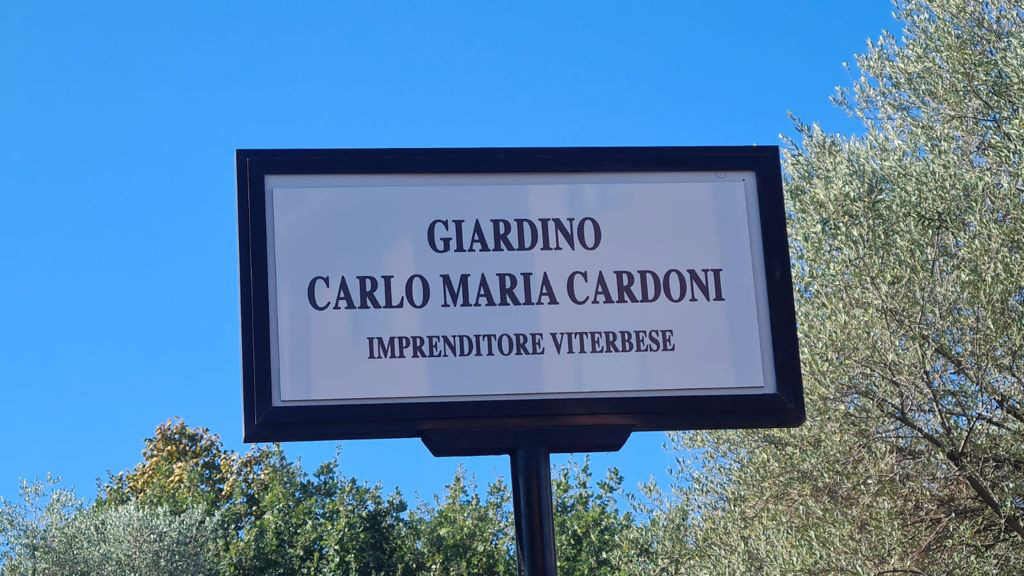 GIARDINO
CARLO MARIA CARDONI
IMPRENDITORE VITERBESE